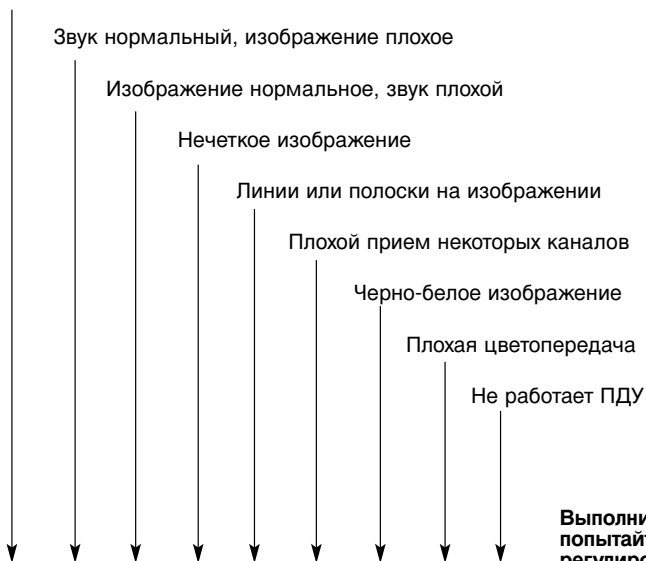 Звук нормальный, изображение плохое
Изображение нормальное, звук плохой
Нечеткое изображение
Линии или полоски на изображении
Плохой прием некоторых каналов
Черно-белое изображение
Плохая цветопередача
Не работает ПДУ